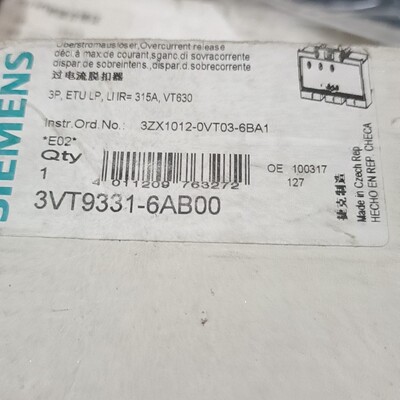 SIEMENS
Überstromauslöser,Overcurrent release
décl.à max.de courant,sganc.di sovracorrente
dispar.de sobreintens.,dispar.d.sobrecorrente
过电流脱扣器
3P, ETU LP, LI IR= 315A, VT630
Instr.Ord.No.: 3ZX1012-0VT03-6BA1
*E02*
Qty
1
4 011209 763272
OE 100317
127
3VT9331-6AB00
捷克制造
Made in Czech Rep
HECHO EN REP. CHECA